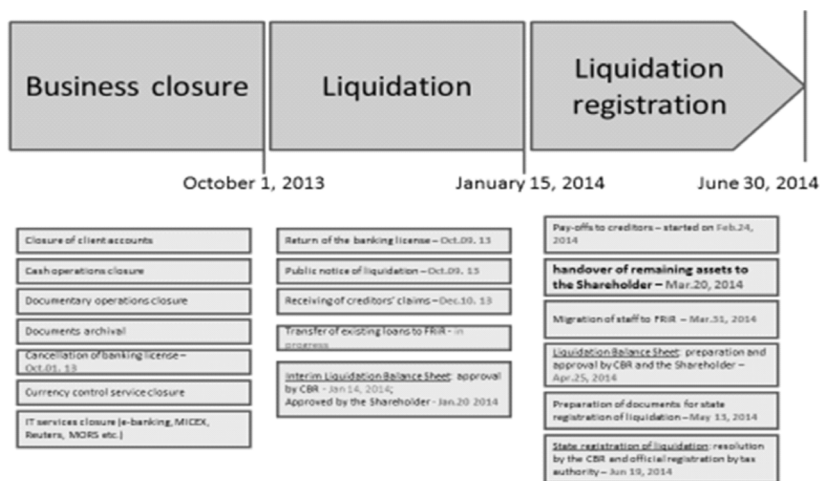 Business closure
Liquidation
Liquidation
registration
October 1, 2013
January 15, 2014
June 30, 2014
Closure of client accounts
Cash operations closure
Documentary operations closure
Documents archival
Cancellation of banking license –
Oct.01. 13
Currency control service closure
IT services closure (e-banking, MICEX,
Reuters, MORS etc.)
Return of the banking license – Oct.09. 13
Public notice of liquidation – Oct.09. 13
Receiving of creditors' claims – Dec.10. 13
Transfer of existing loans to FRiR - in
progress
Interim Liquidation Balance Sheet: approval
by CBR - Jan 14, 2014;
Approved by the Shareholder - Jan.20 2014
Pay-offs to creditors – started on Feb.24,
2014
handover of remaining assets to
the Shareholder – Mar.20, 2014
Migration of staff to FRiR – Mar.31, 2014
Liquidation Balance Sheet: preparation and
approval by CBR and the Shareholder –
Apr.25, 2014
Preparation of documents for state
registration of liquidation – May 13, 2014
State registration of liquidation: resolution
by the CBR and official registration by tax
authority – Jun 19, 2014